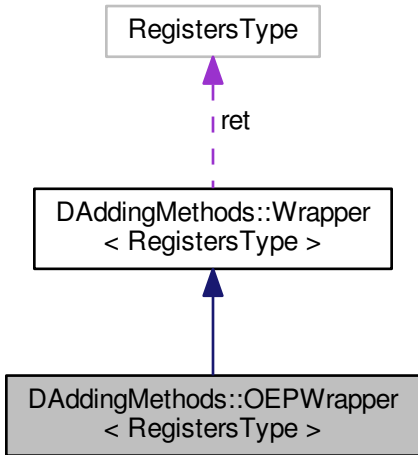 RegistersType
ret
DAddingMethods::Wrapper
< RegistersType >
DAddingMethods::OEPWrapper
< RegistersType >